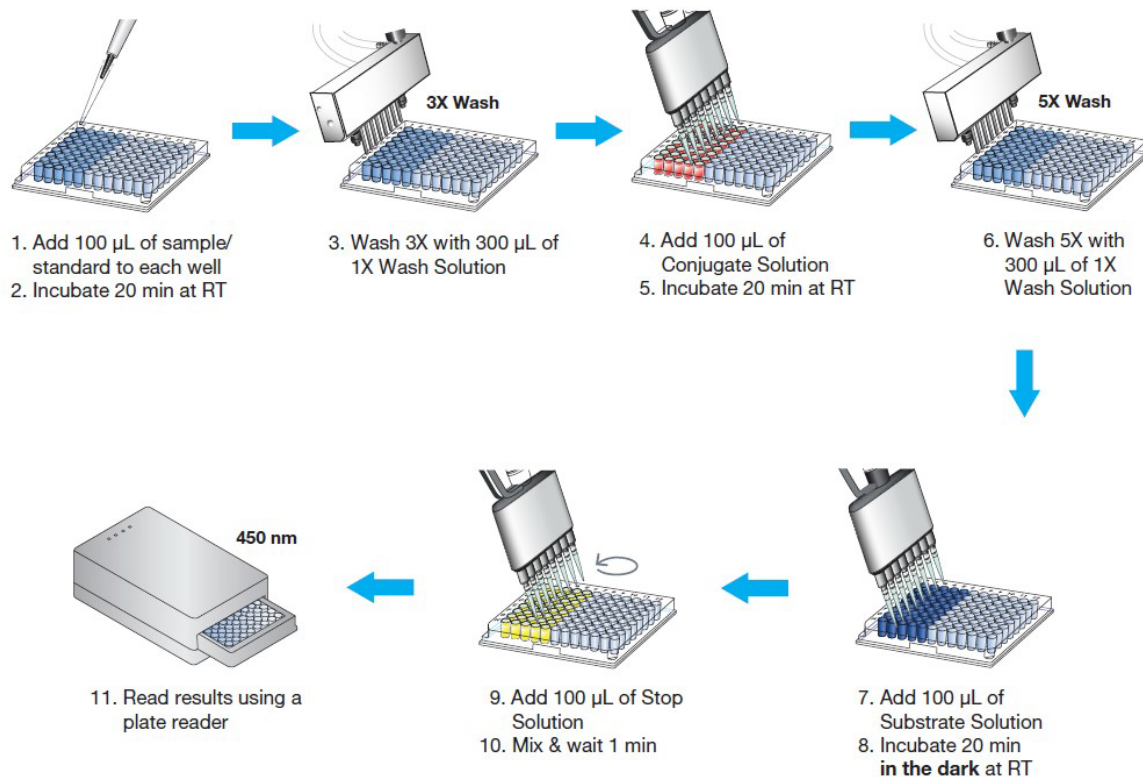 3X Wash
5X Wash
1. Add 100 µL of sample/
standard to each well
2. Incubate 20 min at RT
3. Wash 3X with 300 µL of
1X Wash Solution
4. Add 100 µL of
Conjugate Solution
5. Incubate 20 min at RT
6. Wash 5X with
300 µL of 1X
Wash Solution
7. Add 100 µL of
Substrate Solution
8. Incubate 20 min
in the dark at RT
9. Add 100 µL of Stop
Solution
10. Mix & wait 1 min
450 nm
11. Read results using a
plate reader